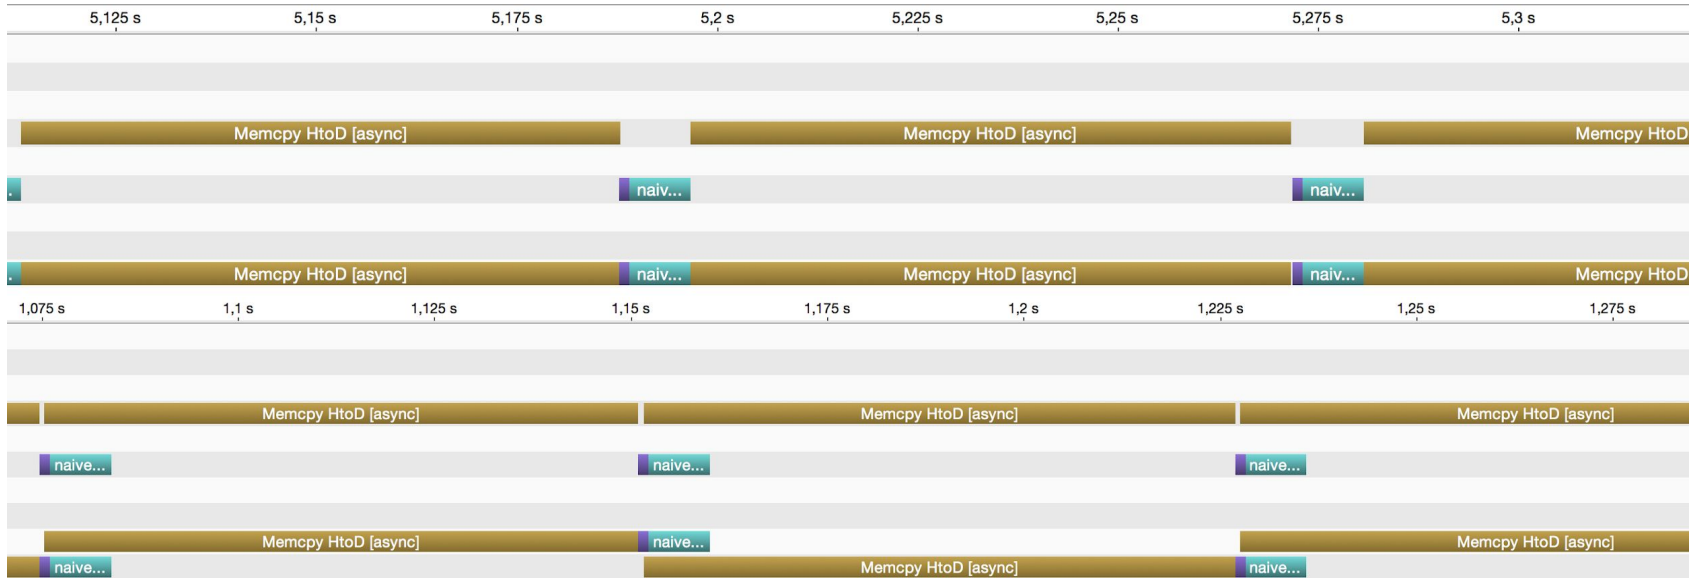 5,125 s 5,15 s 5,175 s 5,2 s 5,225 s 5,25 s 5,275 s 5,3 s
Memcpy HtoD [async] Memcpy HtoD [async] Memcpy HtoD
. naiv... naiv...
. Memcpy HtoD [async] naiv... Memcpy HtoD [async] naiv... Memcpy HtoD
1,075 s 1,1 s 1,125 s 1,15 s 1,175 s 1,2 s 1,225 s 1,25 s 1,275 s
Memcpy HtoD [async] Memcpy HtoD [async] Memcpy HtoD [async]
naive... naive... naive...
Memcpy HtoD [async] naive... Memcpy HtoD [async]
naive... Memcpy HtoD [async] naive...